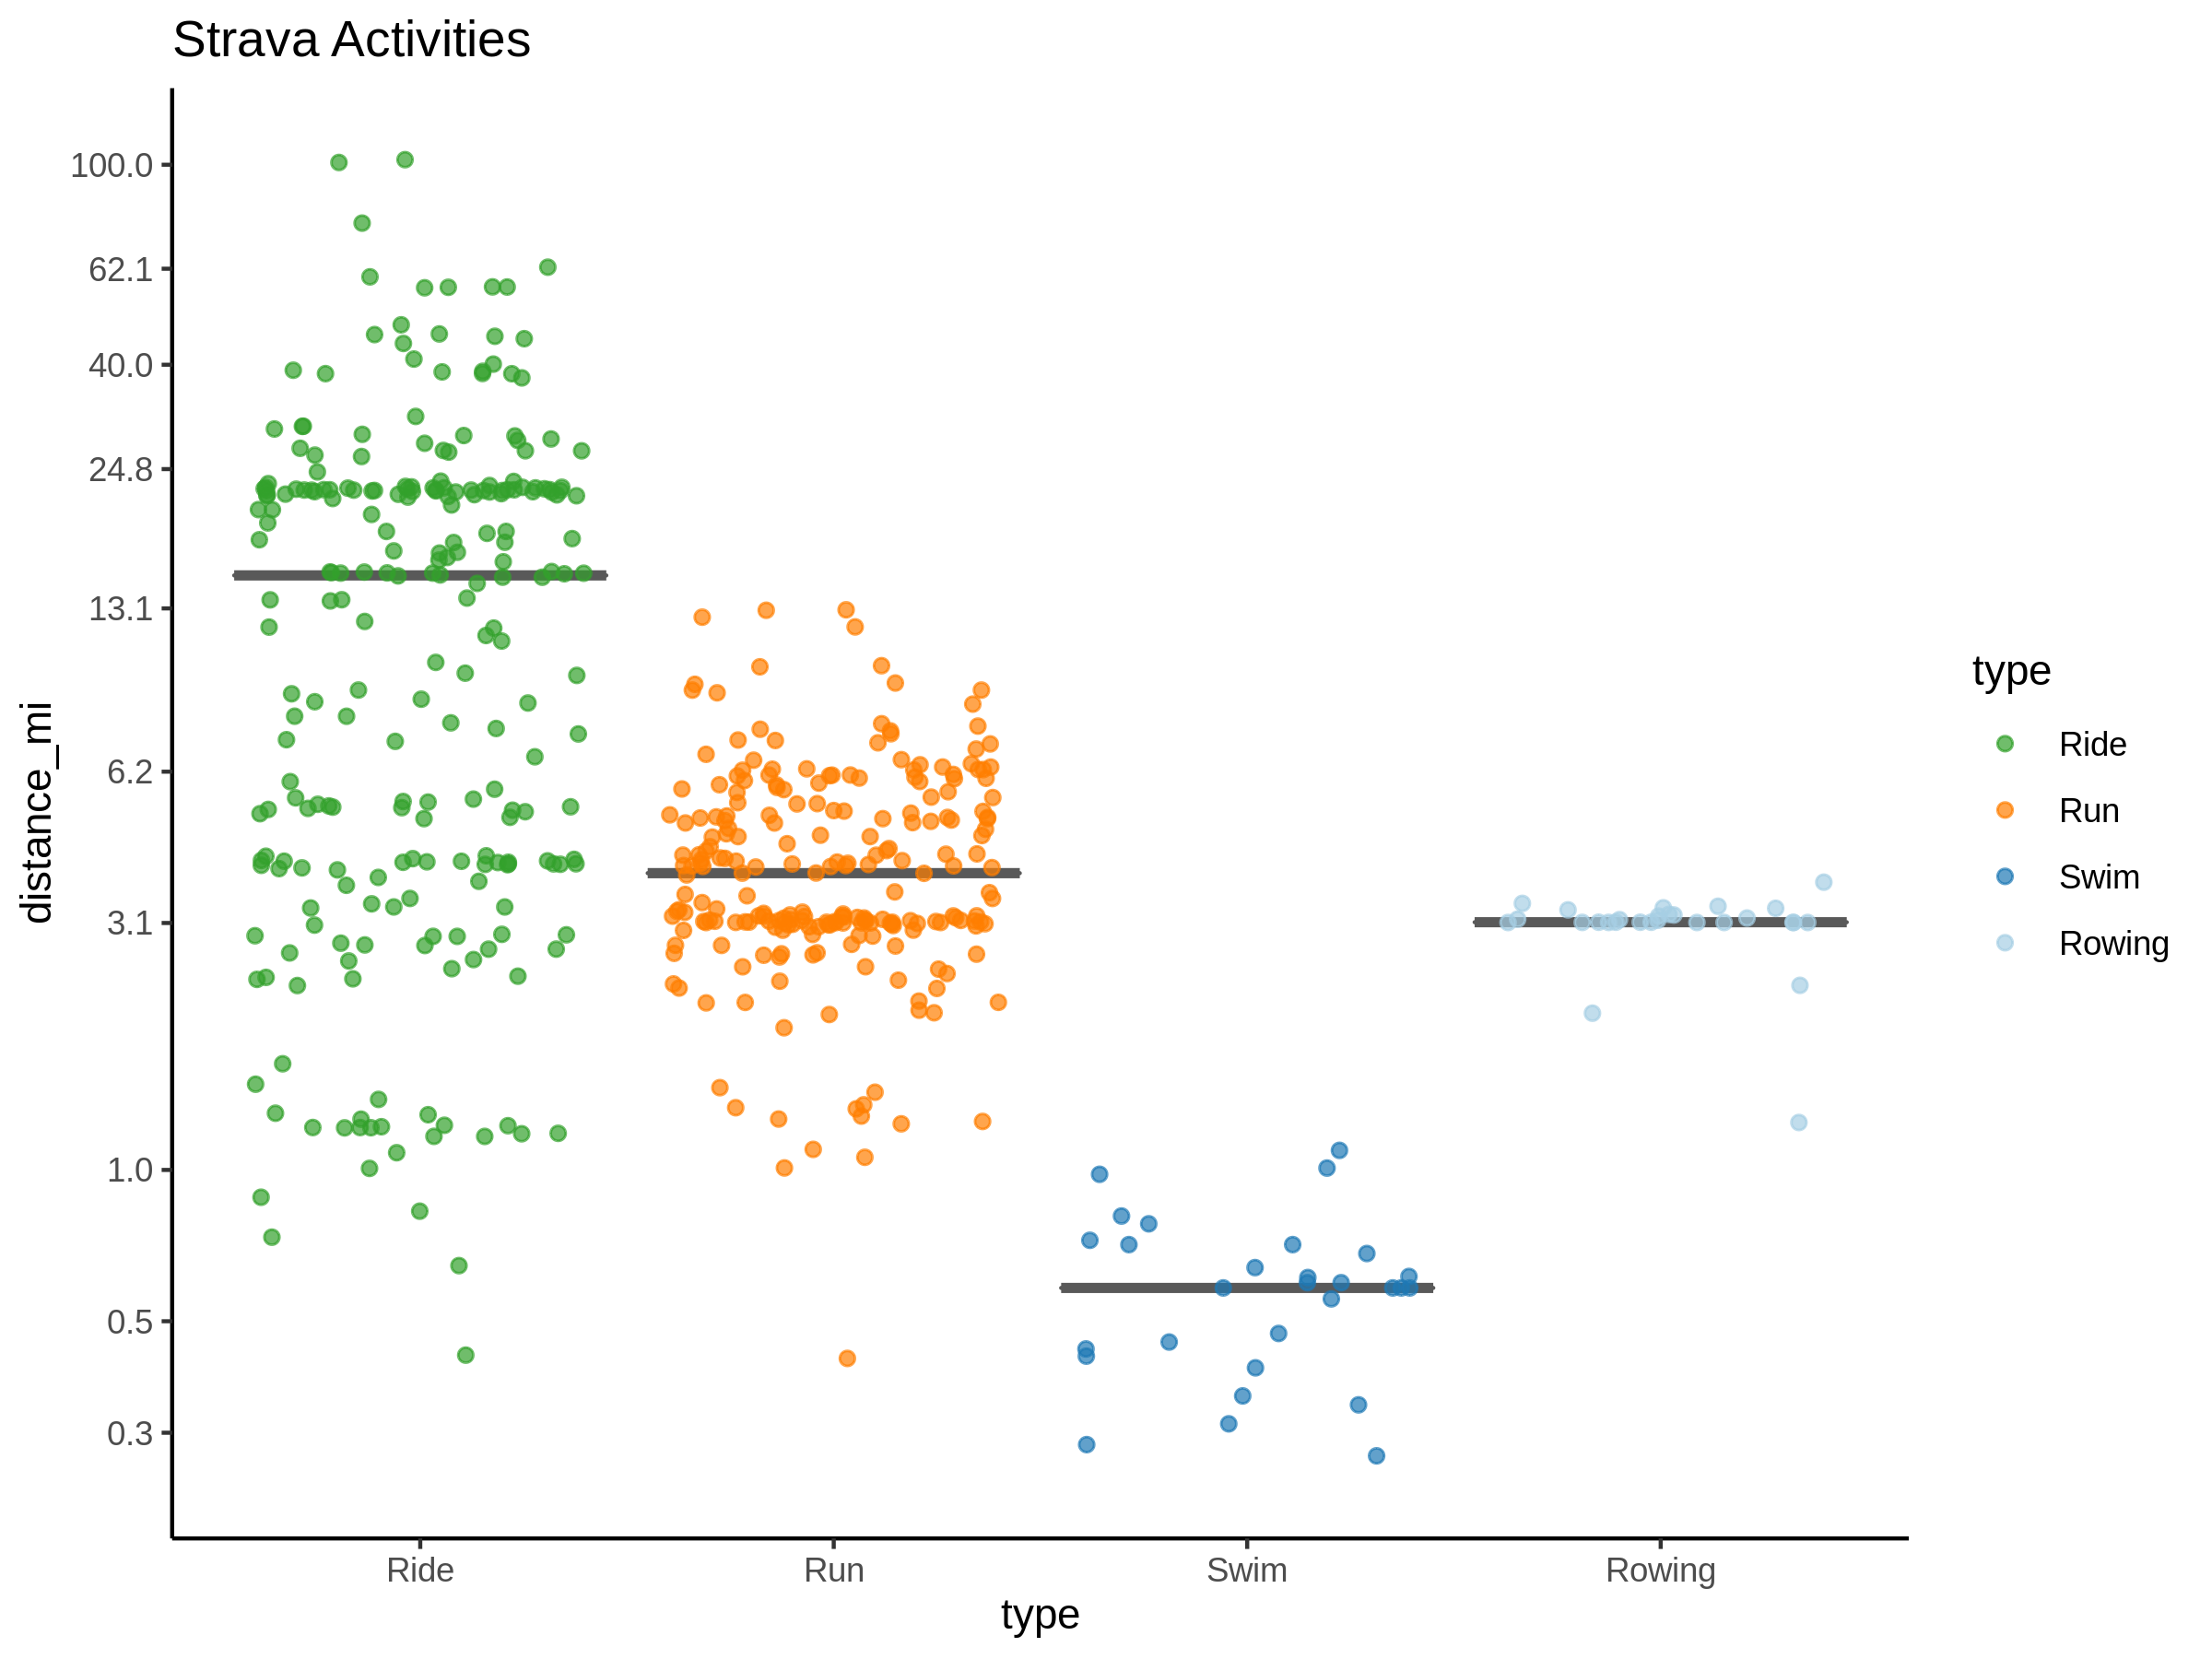 Strava Activities
distance_mi
100.0
62.1
40.0
24.8
13.1
6.2
3.1
1.0
0.5
0.3
Ride
Run
Swim
Rowing
type
type
Ride
Run
Swim
Rowing